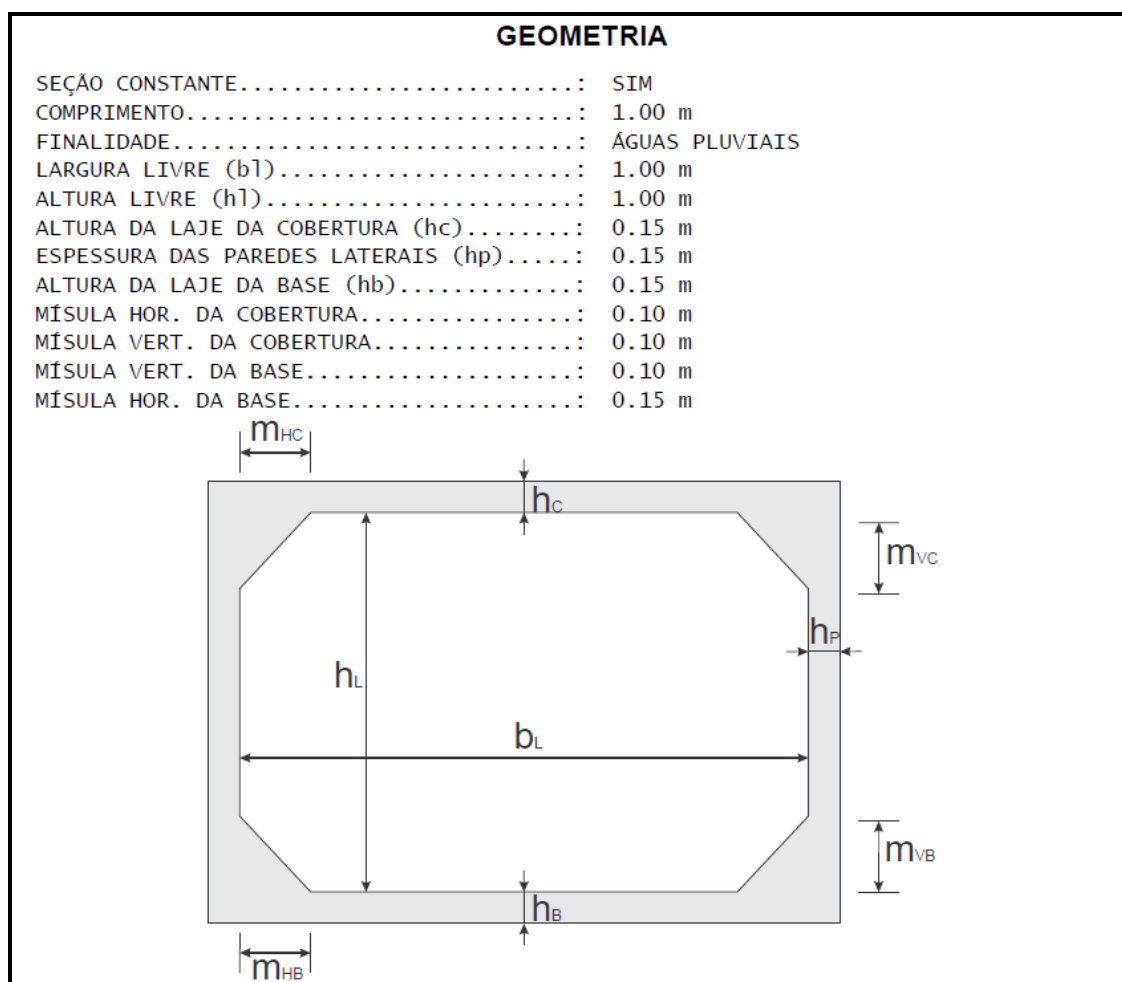 GEOMETRIA
SEÇÃO CONSTANTE.........................: SIM
COMPRIMENTO.............................: 1.00 m
FINALIDADE..............................: ÁGUAS PLUVIAIS
LARGURA LIVRE (bl)......................: 1.00 m
ALTURA LIVRE (hl).......................: 1.00 m
ALTURA DA LAJE DA COBERTURA (hc)........: 0.15 m
ESPESSURA DAS PAREDES LATERAIS (hp).....: 0.15 m
ALTURA DA LAJE DA BASE (hb).............: 0.15 m
MÍSULA HOR. DA COBERTURA................: 0.10 m
MÍSULA VERT. DA COBERTURA...............: 0.10 m
MÍSULA VERT. DA BASE....................: 0.10 m
MÍSULA HOR. DA BASE.....................: 0.15 m
mHC
hC
mVC
hP
hL
bL
mVB
hB
mHB